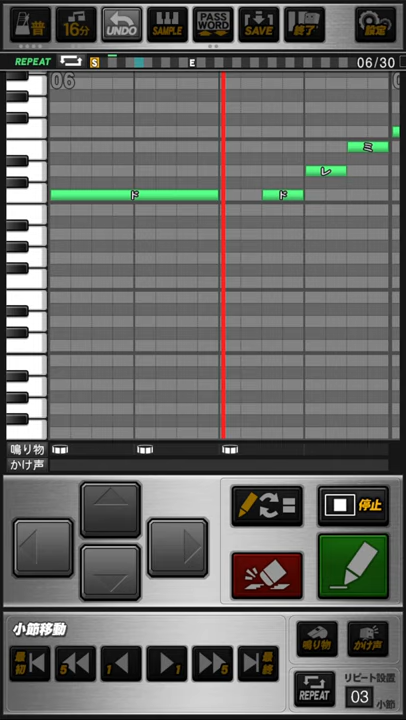 普 16分 UNDO SAMPLE PASS WORD SAVE 終了 設定
REPEAT S E 06/30
06
ミ
レ
ド ド
鳴り物
かけ声
停止
小節移動
最初 5 1 1 5 最終
鳴り物 かけ声
REPEAT リピート設置
03 小節